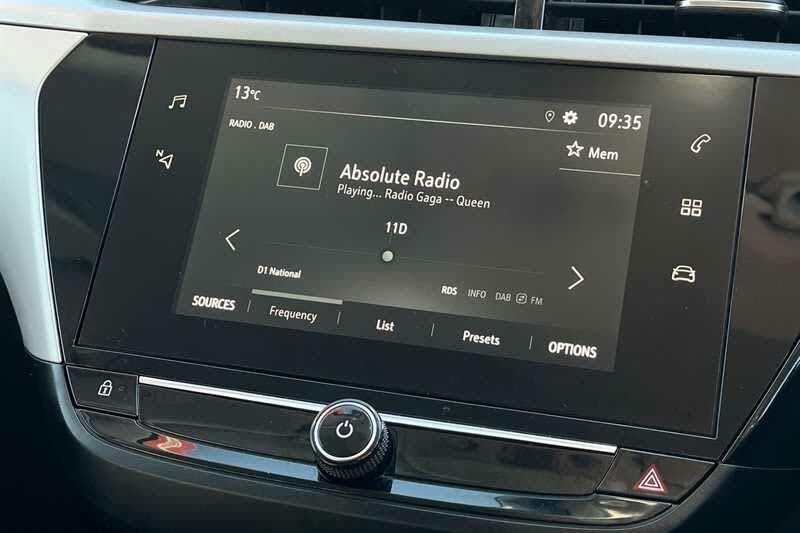 13°C
09:35
RADIO . DAB
Mem
Absolute Radio
Playing... Radio Gaga -- Queen
11D
D1 National
RDS INFO DAB FM
SOURCES Frequency List Presets OPTIONS
N